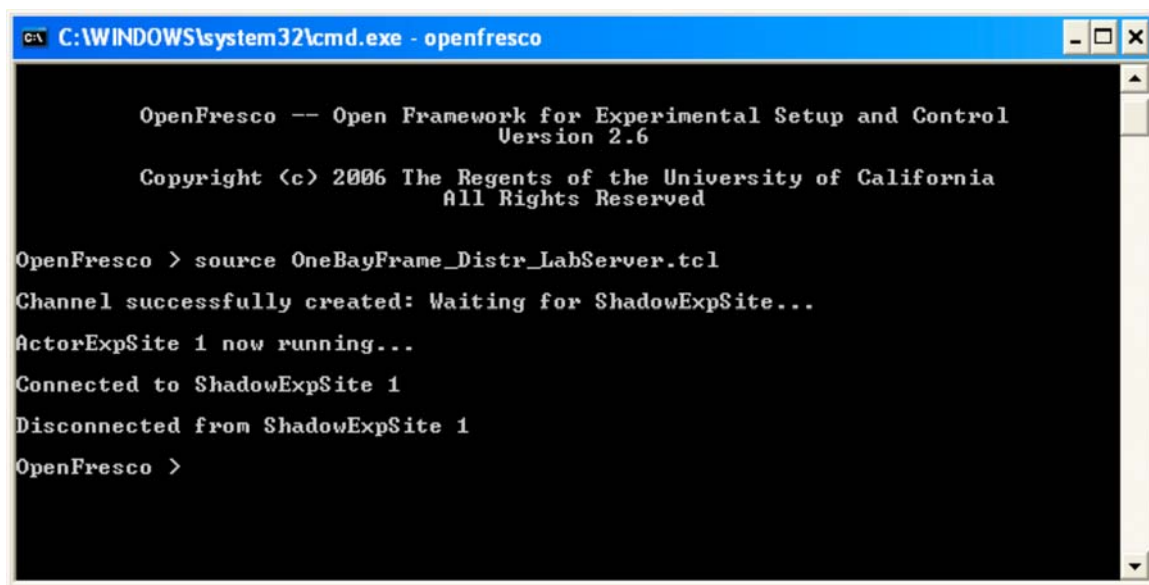 C:\WINDOWS\system32\cmd.exe - openfresco
OpenFresco -- Open Framework for Experimental Setup and Control
Version 2.6
Copyright (c) 2006 The Regents of the University of California
All Rights Reserved
OpenFresco > source OneBayFrame_Distr_LabServer.tcl
Channel successfully created: Waiting for ShadowExpSite...
ActorExpSite 1 now running...
Connected to ShadowExpSite 1
Disconnected from ShadowExpSite 1
OpenFresco >